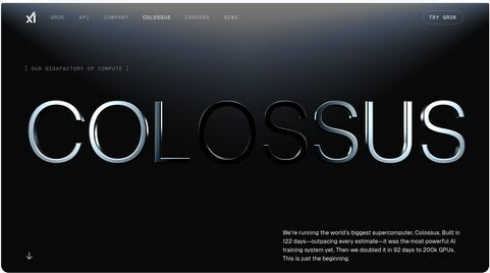 xI GROK API COMPANY COLOSSUS CAREERS NEWS TRY GROK
[ OUR GIGAFACTORY OF COMPUTE ]
COLOSSUS
We're running the world's biggest supercomputer, Colossus. Built in
122 days—outpacing every estimate—it was the most powerful AI
training system yet. Then we doubled it in 92 days to 200k GPUs.
This is just the beginning.